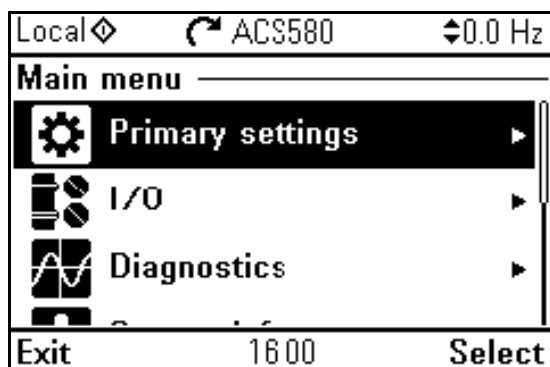 Local ACS580 0.0 Hz
Main menu
Primary settings
I/O
Diagnostics
Exit 16:00 Select